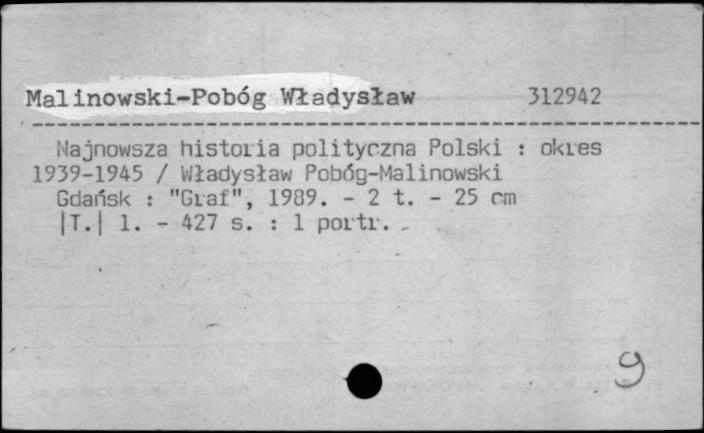 Malinowski-Pobóg Władysław 312942
Najnowsza historia polityczna Polski : okres
1939-1945 / Władysław Pobóg-Malinowski
Gdańsk : "Graf", 1989. - 2 t. - 25 cm
|T.| 1. - 427 s. : 1 portr.
9